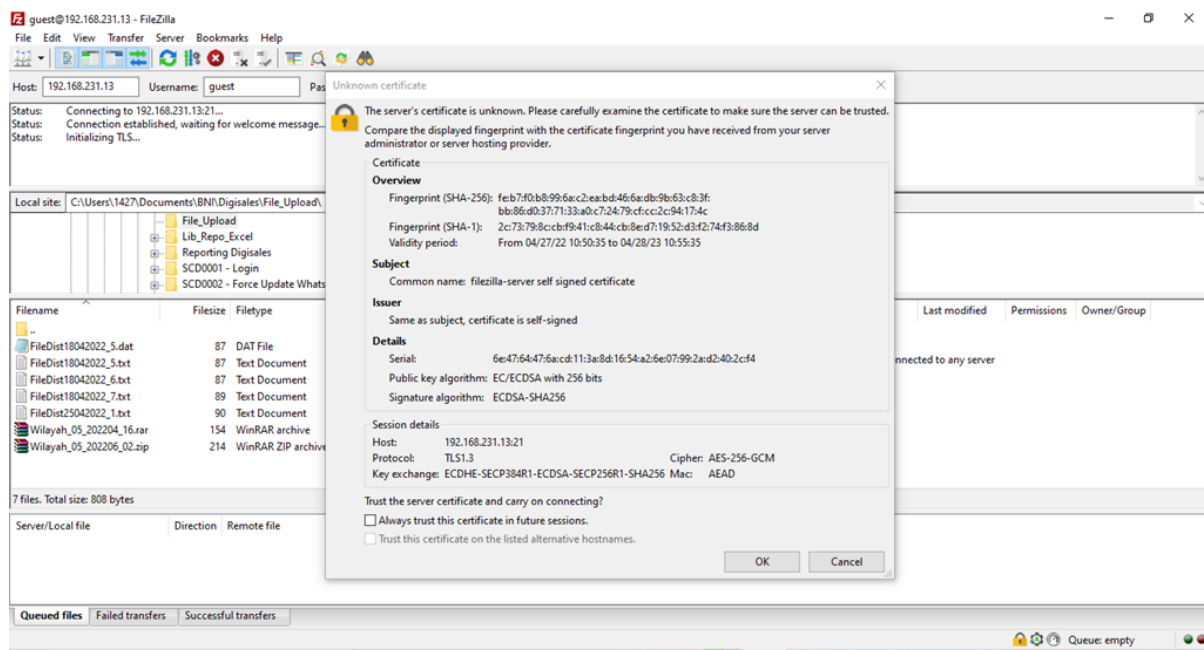 guest@192.168.231.13 - FileZilla
File Edit View Transfer Server Bookmarks Help
Host: 192.168.231.13 Username: guest Pas
Status: Connecting to 192.168.231.13:21...
Status: Connection established, waiting for welcome message...
Status: Initializing TLS...
Local site: C:\Users\1427\Documents\BNI\Digisales\File_Upload\
File_Upload
Lib_Repo_Excel
Reporting Digisales
SCD0001 - Login
SCD0002 - Force Update Whats
Filename Filesize Filetype
..
FileDist18042022_5.dat 87 DAT File
FileDist18042022_5.txt 87 Text Document
FileDist18042022_6.txt 87 Text Document
FileDist18042022_7.txt 89 Text Document
FileDist25042022_1.txt 90 Text Document
Wilayah_05_202204_16.rar 154 WinRAR archive
Wilayah_05_202206_02.zip 214 WinRAR ZIP archive
7 files. Total size: 808 bytes
Server/Local file Direction Remote file
Unknown certificate
The server's certificate is unknown. Please carefully examine the certificate to make sure the server can be trusted.
Compare the displayed fingerprint with the certificate fingerprint you have received from your server
administrator or server hosting provider.
Certificate
Overview
Fingerprint (SHA-256): fe:b7:f0:b8:99:6a:c2:ea:bd:46:6a:db:9b:63:c8:3f:
bb:86:d0:37:71:33:a0:c7:24:79:cf:cc:2c:94:17:4c
Fingerprint (SHA-1): 2c:73:79:8c:cb:f9:41:c8:44:cb:8e:d7:19:52:d3:f2:74:f3:86:8d
Validity period: From 04/27/22 10:50:35 to 04/28/23 10:55:35
Subject
Common name: filezilla-server self signed certificate
Issuer
Same as subject, certificate is self-signed
Details
Serial: 6e:47:64:47:6a:cd:11:3a:8d:16:54:a2:6e:07:99:2a:d2:40:2c:f4
Public key algorithm: EC/ECDSA with 256 bits
Signature algorithm: ECDSA-SHA256
Session details
Host: 192.168.231.13:21
Protocol: TLS1.3 Cipher: AES-256-GCM
Key exchange: ECDHE-SECP384R1-ECDSA-SECP256R1-SHA256 Mac: AEAD
Trust the server certificate and carry on connecting?
Always trust this certificate in future sessions.
Trust this certificate on the listed alternative hostnames.
OK Cancel
Last modified Permissions Owner/Group
nnected to any server
Queued files Failed transfers Successful transfers
Queue: empty